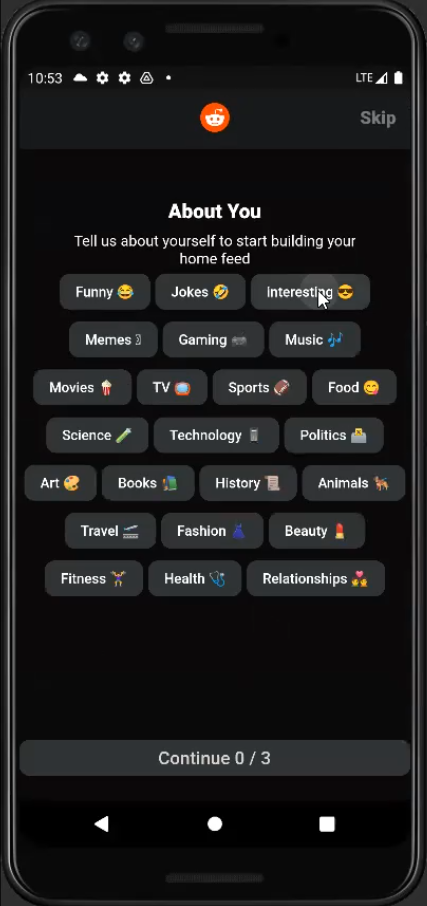 10:53 LTE
Skip
About You
Tell us about yourself to start building your
home feed
Funny 😂 Jokes 🤣 Interesting 😎
Memes Gaming 🎮 Music 🎶
Movies 🍿 TV 📺 Sports 🏈 Food 😋
Science 🧪 Technology 📱 Politics 🗳️
Art 🎨 Books 📚 History 📜 Animals 🐕
Travel 🛫 Fashion 👗 Beauty 💄
Fitness 🏋️‍♀️ Health 🩺 Relationships 💑
Continue 0 / 3